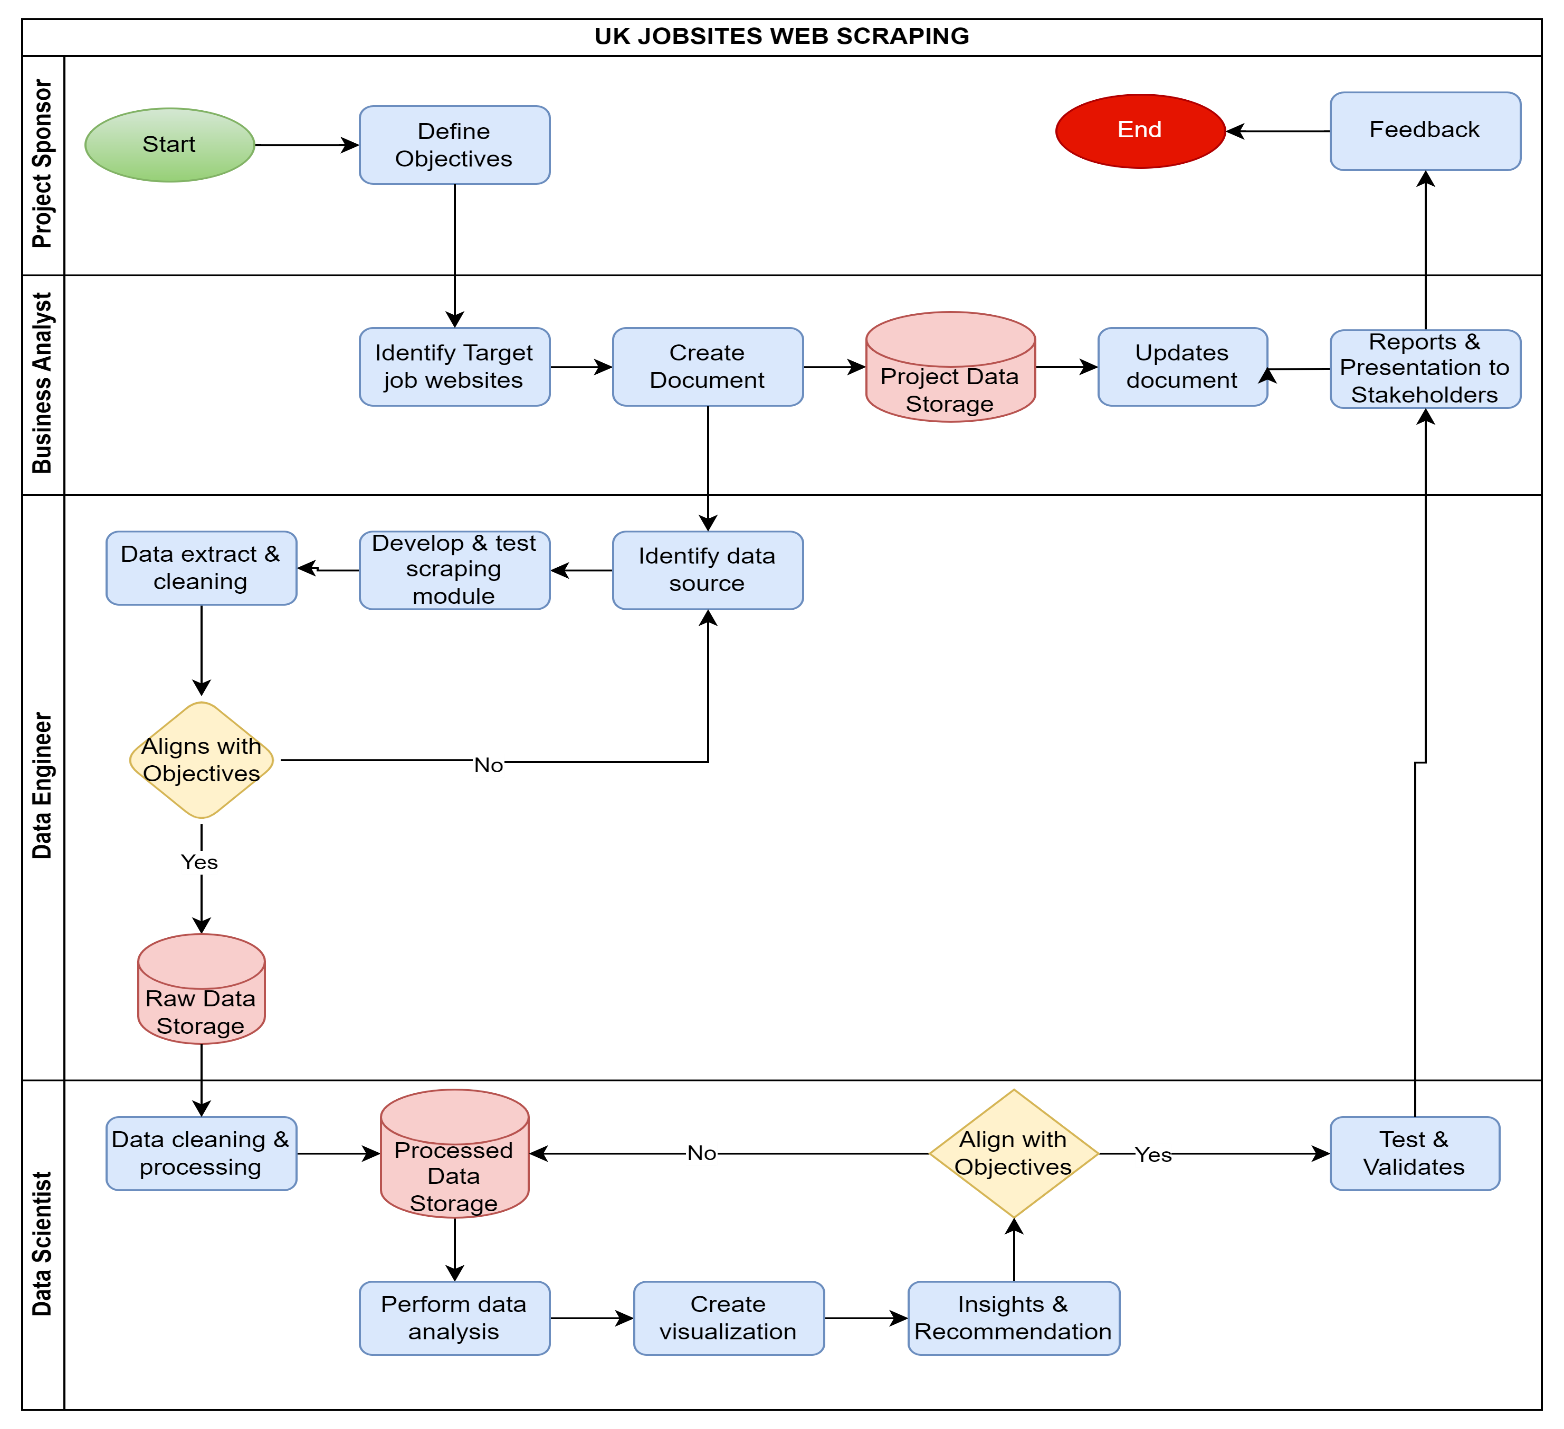 UK JOBSITES WEB SCRAPING
Project Sponsor
Start
Define
Objectives
End
Feedback
Business Analyst
Identify Target
job websites
Create
Document
Project Data
Storage
Updates
document
Reports &
Presentation to
Stakeholders
Data Engineer
Data extract &
cleaning
Develop & test
scraping
module
Identify data
source
Aligns with
Objectives
No
Yes
Raw Data
Storage
Data Scientist
Data cleaning &
processing
Processed
Data
Storage
No
Align with
Objectives
Yes
Test &
Validates
Perform data
analysis
Create
visualization
Insights &
Recommendation